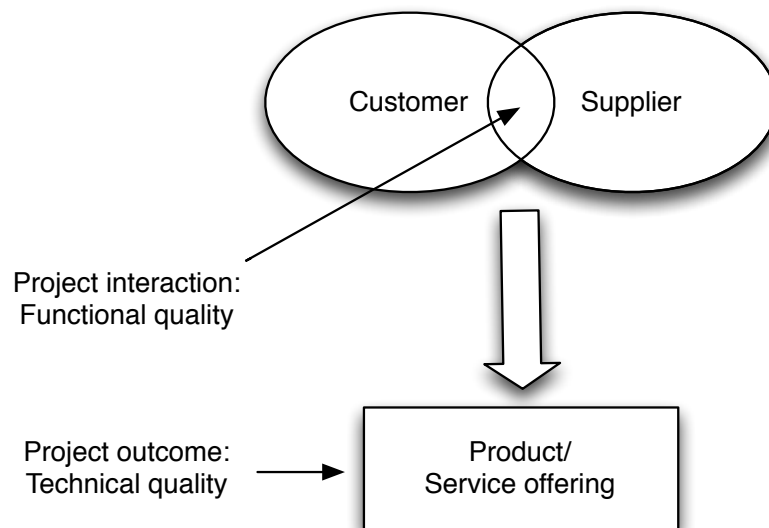 Customer
Supplier
Project interaction:
Functional quality
Project outcome:
Technical quality
Product/
Service offering